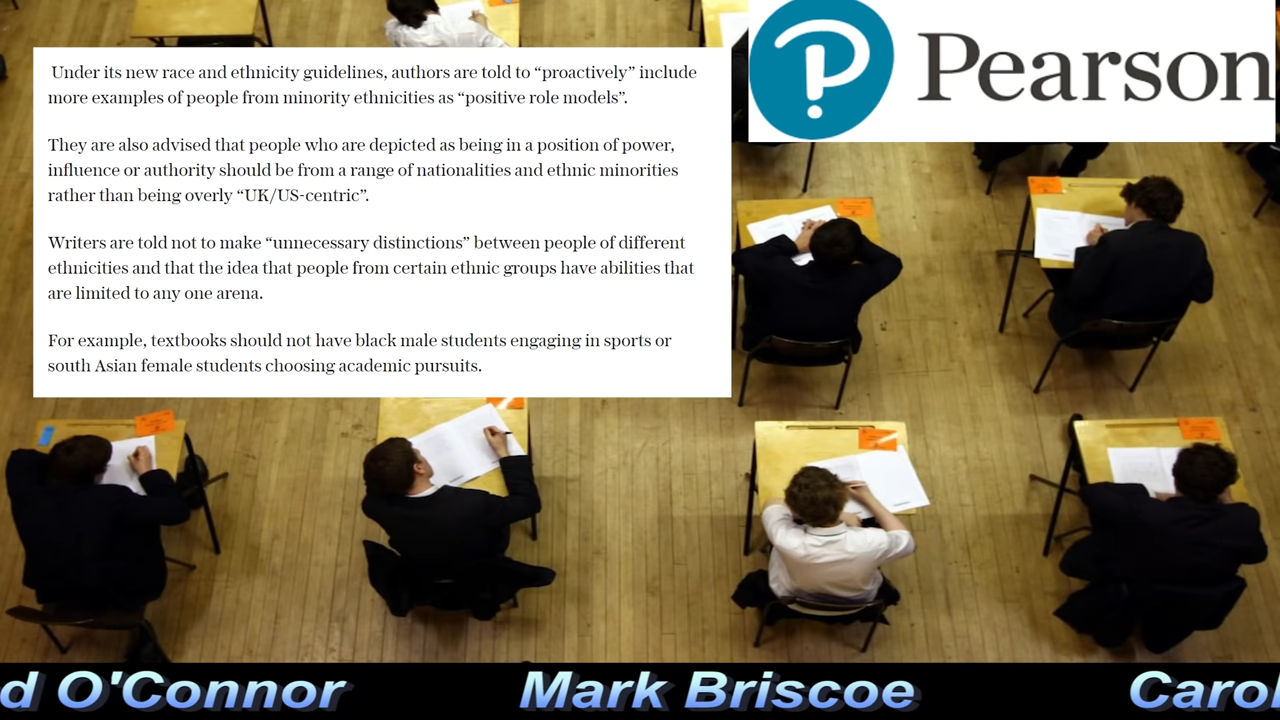 Under its new race and ethnicity guidelines, authors are told to “proactively” include
more examples of people from minority ethnicities as “positive role models”.
They are also advised that people who are depicted as being in a position of power,
influence or authority should be from a range of nationalities and ethnic minorities
rather than being overly “UK/US-centric”.
Writers are told not to make “unnecessary distinctions” between people of different
ethnicities and that the idea that people from certain ethnic groups have abilities that
are limited to any one arena.
For example, textbooks should not have black male students engaging in sports or
south Asian female students choosing academic pursuits.
Pearson
d O'Connor Mark Briscoe Carol